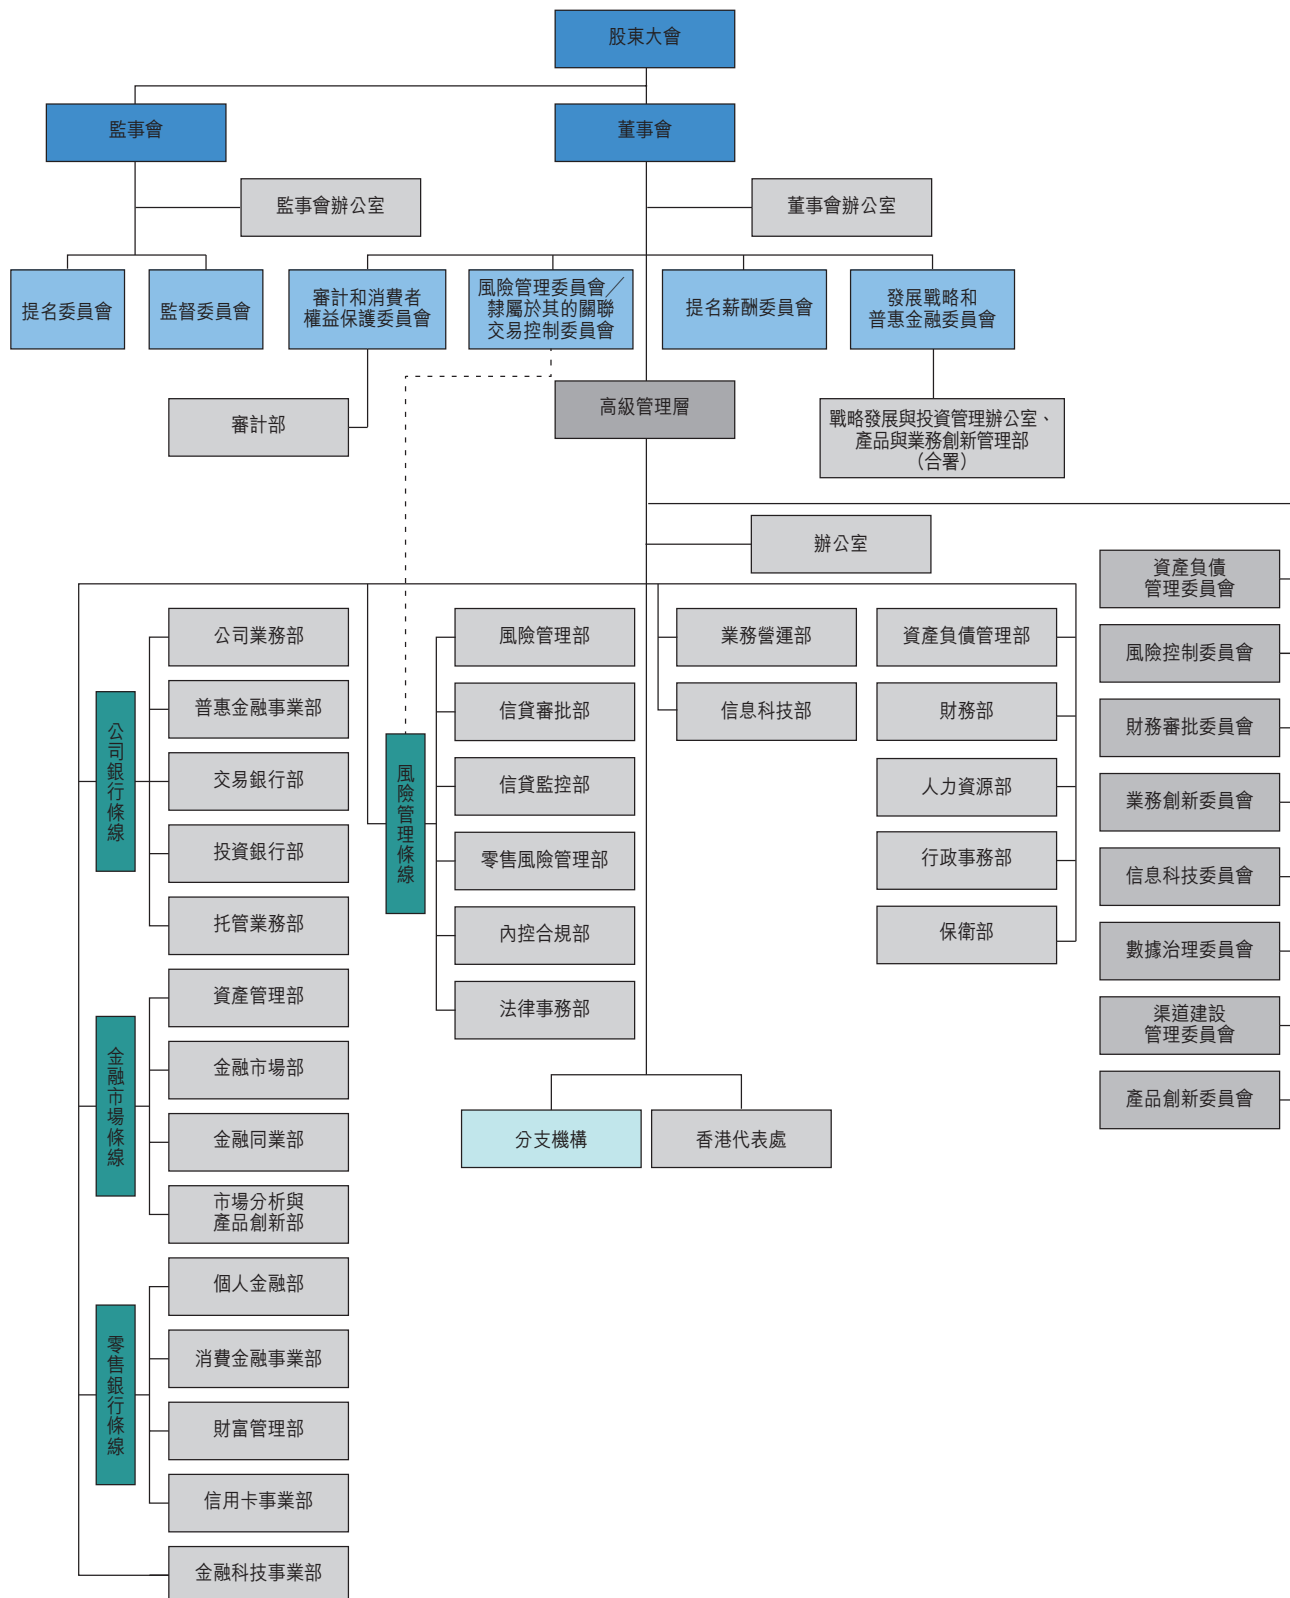 股東大會
監事會
董事會
監事會辦公室
董事會辦公室
提名委員會
監督委員會
審計和消費者
權益保護委員會
風險管理委員會／
隸屬於其的關聯
交易控制委員會
提名薪酬委員會
發展戰略和
普惠金融委員會
審計部
高級管理層
戰略發展與投資管理辦公室、
產品與業務創新管理部
（合署）
辦公室
公司銀行條線
公司業務部
普惠金融事業部
交易銀行部
投資銀行部
托管業務部
金融市場條線
資產管理部
金融市場部
金融同業部
市場分析與
產品創新部
零售銀行條線
個人金融部
消費金融事業部
財富管理部
信用卡事業部
金融科技事業部
風險管理條線
風險管理部
信貸審批部
信貸監控部
零售風險管理部
內控合規部
法律事務部
業務營運部
信息科技部
資產負債管理部
財務部
人力資源部
行政事務部
保衛部
資產負債
管理委員會
風險控制委員會
財務審批委員會
業務創新委員會
信息科技委員會
數據治理委員會
渠道建設
管理委員會
產品創新委員會
分支機構
香港代表處